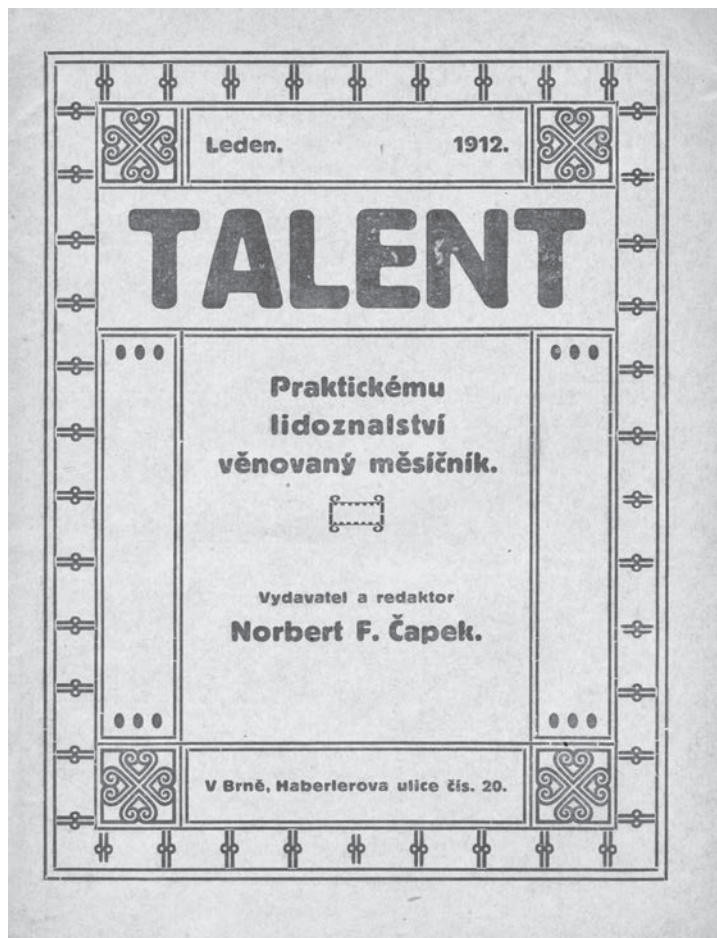 Leden. 1912.
TALENT
Praktickému
lidoznalství
věnovaný měsíčník.
Vydavatel a redaktor
Norbert F. Čapek.
V Brně, Haberlerova ulice čís. 20.